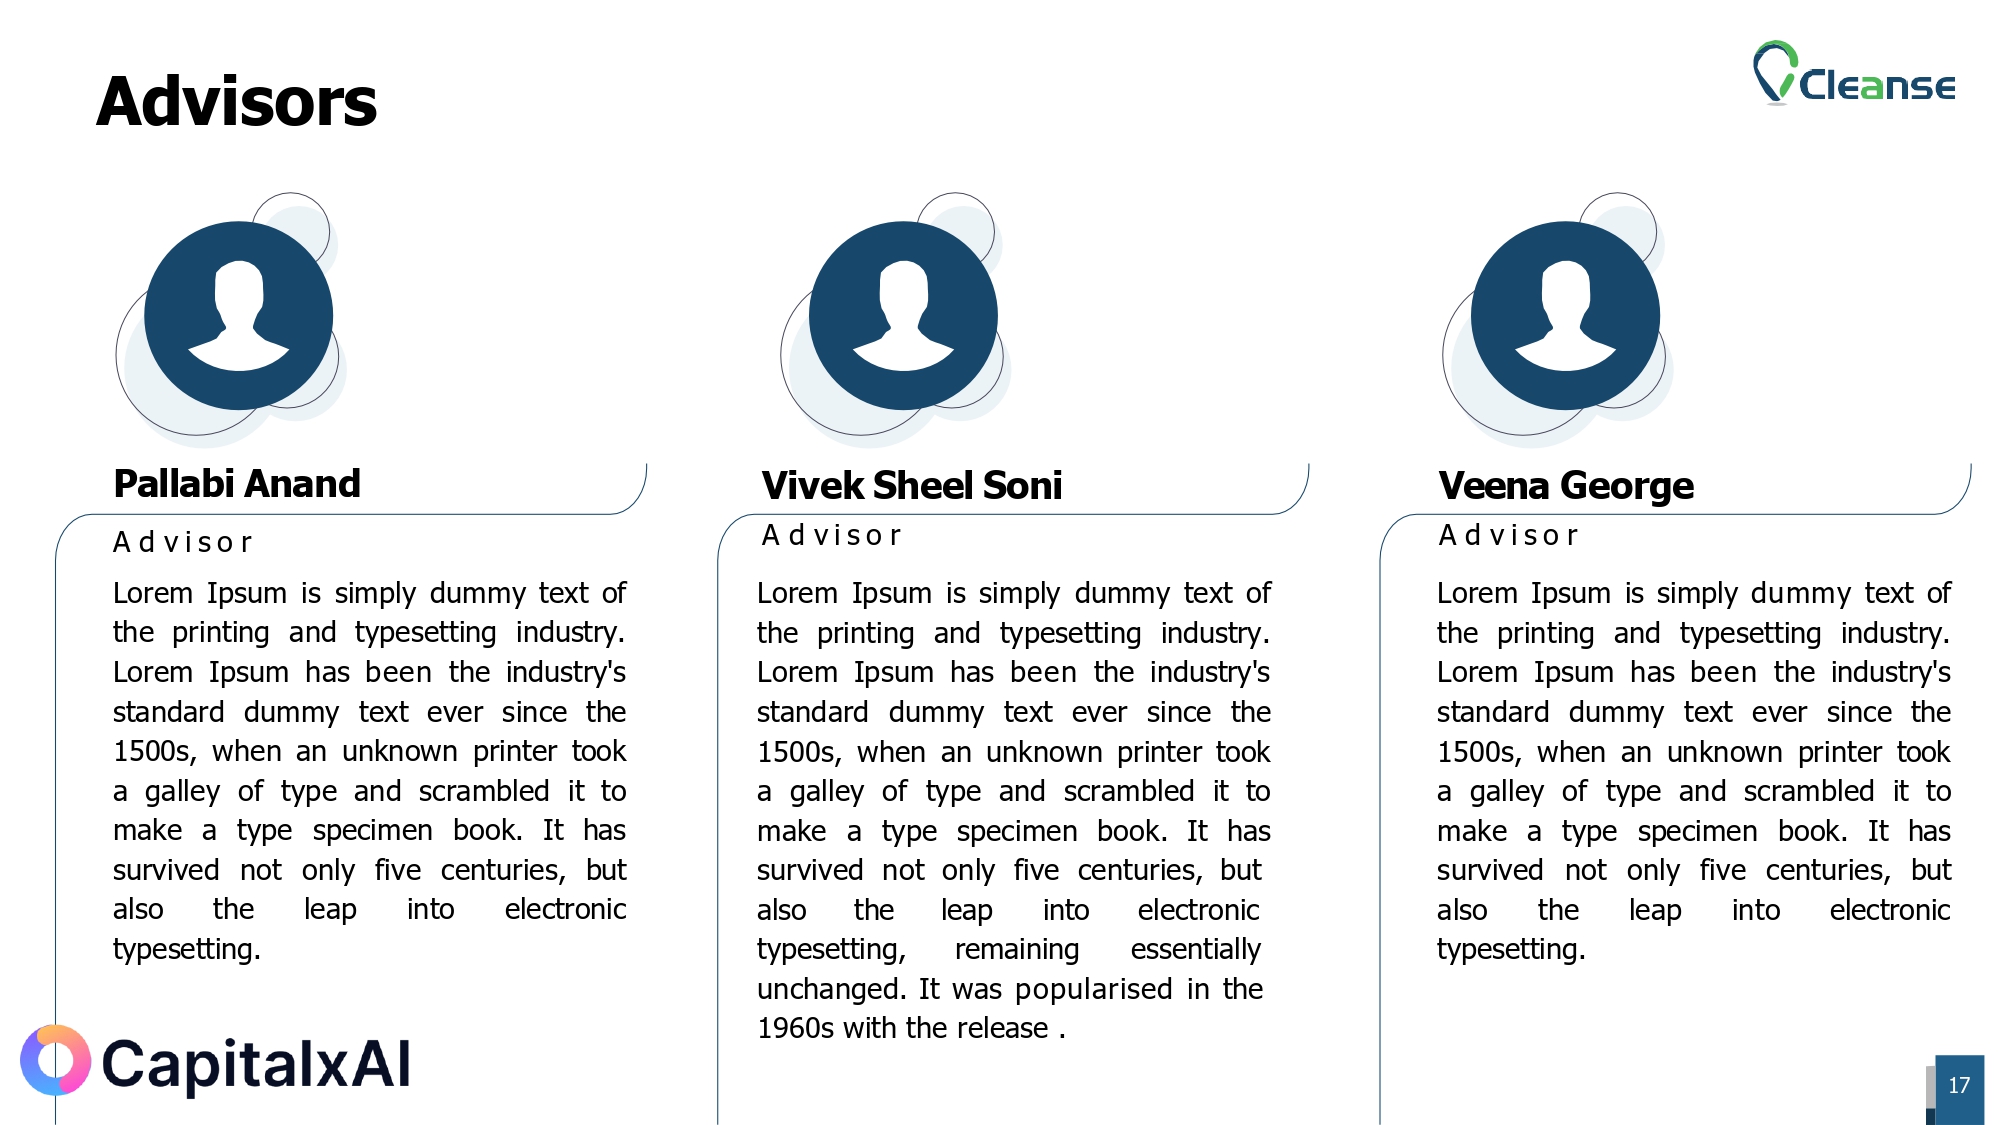 Advisors
Cleanse
Pallabi Anand
Advisor
Lorem Ipsum is simply dummy text of
the printing and typesetting industry.
Lorem Ipsum has been the industry's
standard dummy text ever since the
1500s, when an unknown printer took
a galley of type and scrambled it to
make a type specimen book. It has
survived not only five centuries, but
also the leap into electronic
typesetting.
Vivek Sheel Soni
Advisor
Lorem Ipsum is simply dummy text of
the printing and typesetting industry.
Lorem Ipsum has been the industry's
standard dummy text ever since the
1500s, when an unknown printer took
a galley of type and scrambled it to
make a type specimen book. It has
survived not only five centuries, but
also the leap into electronic
typesetting, remaining essentially
unchanged. It was popularised in the
1960s with the release .
Veena George
Advisor
Lorem Ipsum is simply dummy text of
the printing and typesetting industry.
Lorem Ipsum has been the industry's
standard dummy text ever since the
1500s, when an unknown printer took
a galley of type and scrambled it to
make a type specimen book. It has
survived not only five centuries, but
also the leap into electronic
typesetting.
CapitalxAI
17